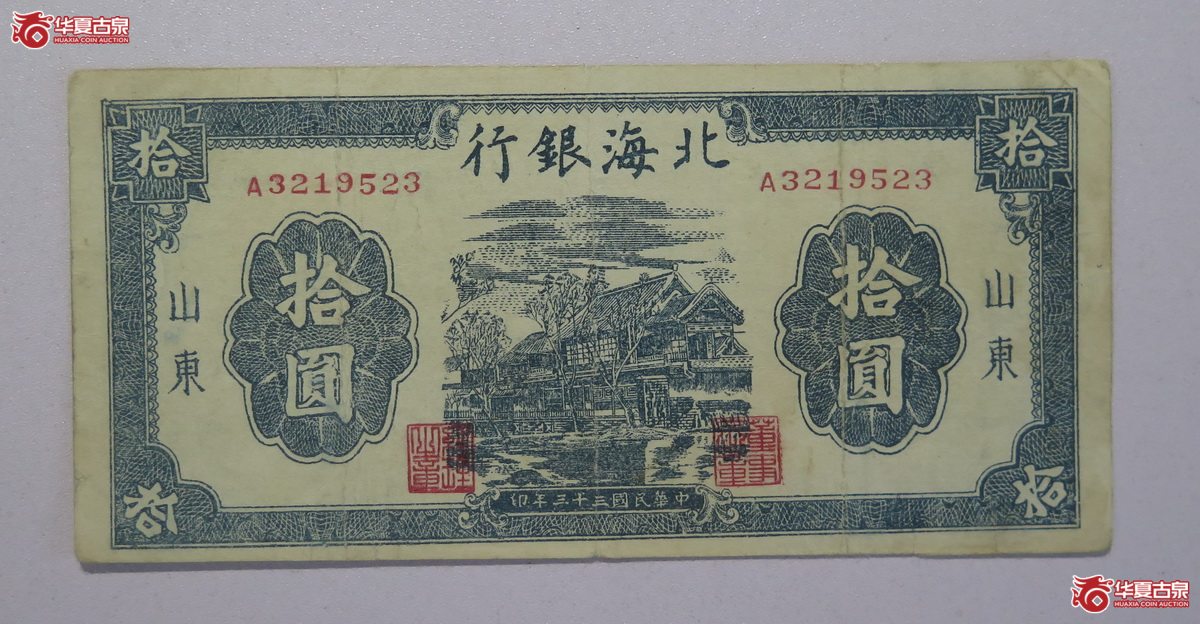 华夏古泉
HUAXIA COIN AUCTION
拾
拾
北海銀行
A3219523
A3219523
拾圓
拾圓
山東
山東
中華民國三十三年印
拾
拾
华夏古泉
HUAXIA COIN AUCTION